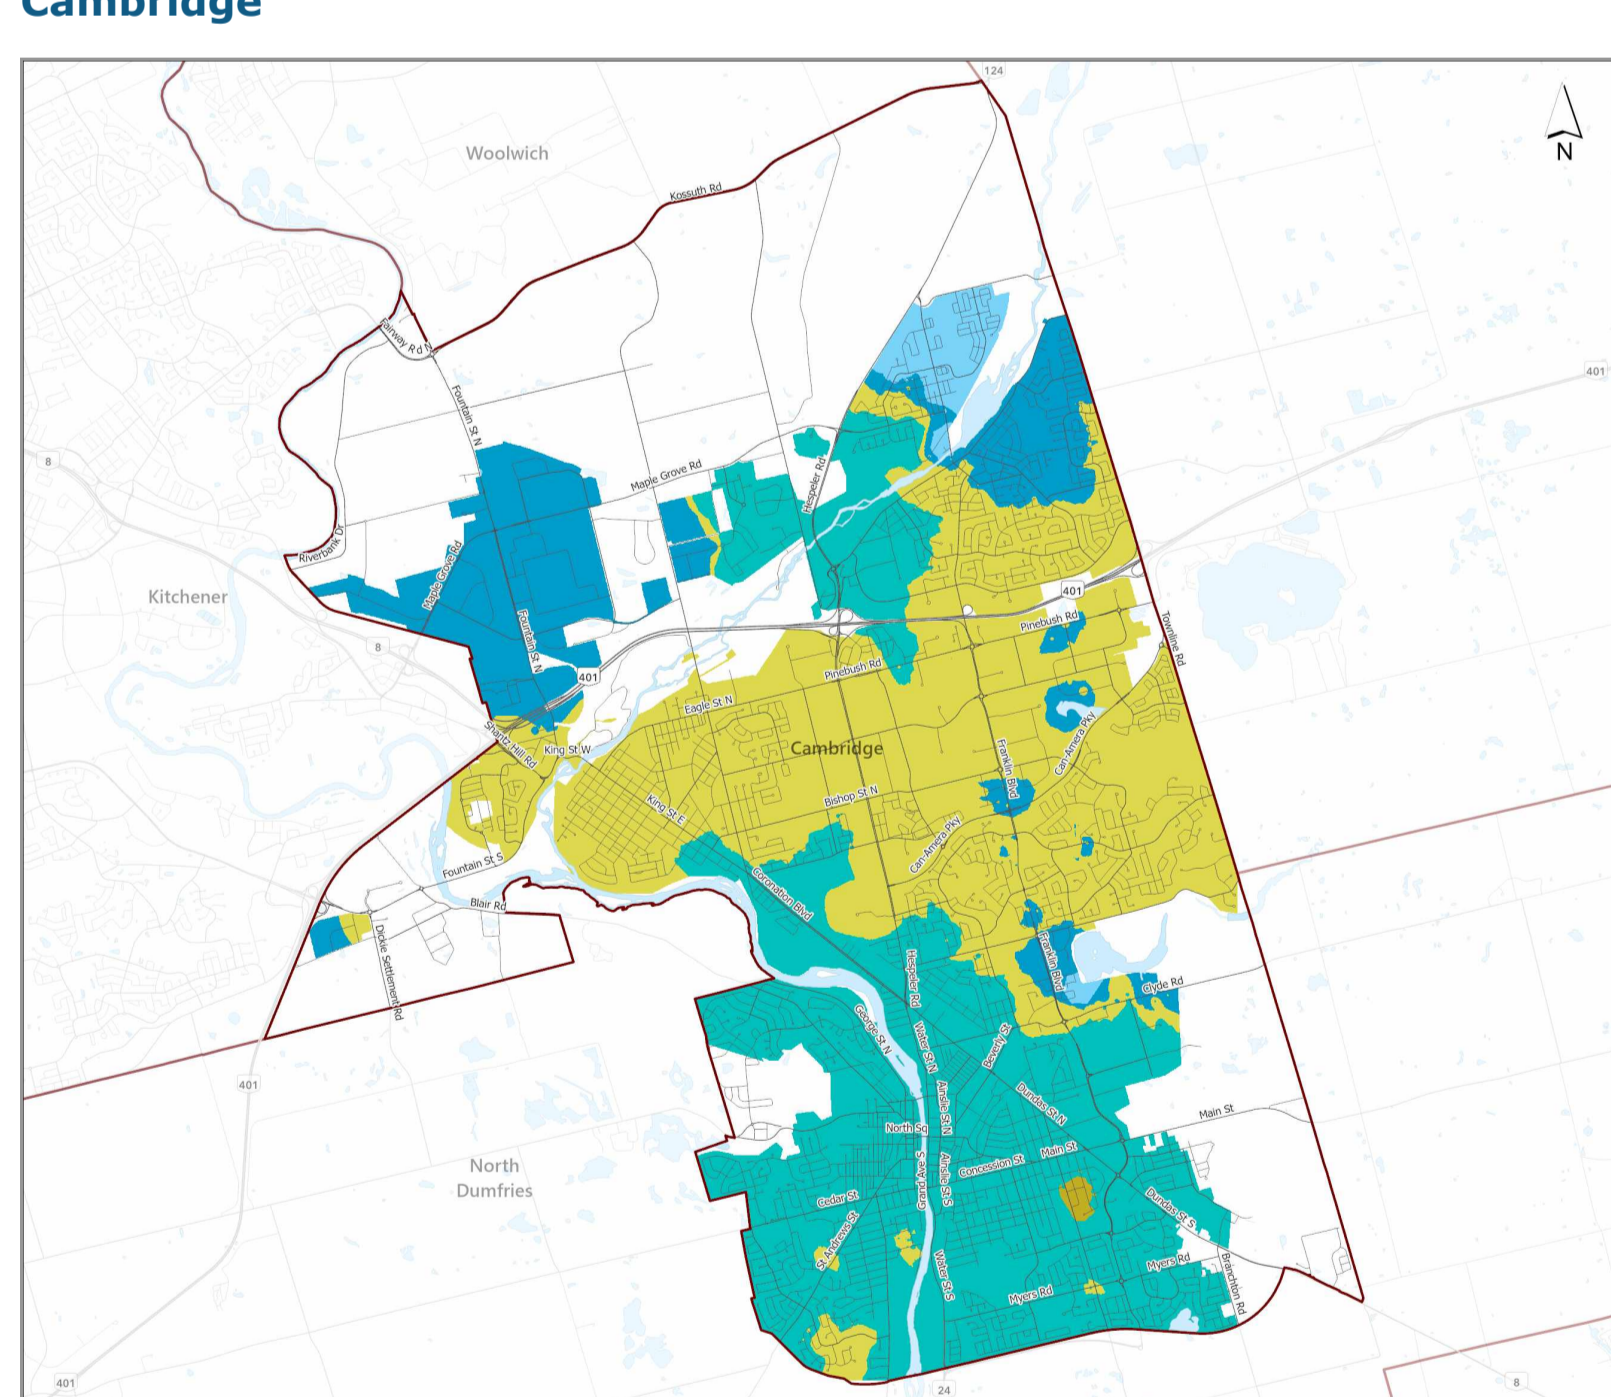 Cambridge
124
Woolwich
N
Kossuth Rd
Fairway Rd N
401
Fountain St N
8
Maple Grove Rd
Hespeler Rd
Riverbank Dr
Maple Grove Rd
Kitchener
401
Fountain St N
Pinebush Rd
Townline Rd
8
401
Pinebush Rd
Eagle St N
Shantz Hill Rd
King St W
Cambridge
Franklin Blvd
Can-Amera Pky
King St E
Bishop St N
Can-Amera Pky
Fountain St S
Coronation Blvd
Blair Rd
Dickie Settlement Rd
Hespeler Rd
Franklin Blvd
Clyde Rd
George St N
Water St N
Beverly St
401
Ainslie St N
Dundas St N
Main St
North Sq
Main St
North
Dumfries
Concession St
Grand Ave S
Ainslie St S
Cedar St
St Andrews St
Dundas St S
Water St S
Myers Rd
Branchton Rd
Myers Rd
401
24
8